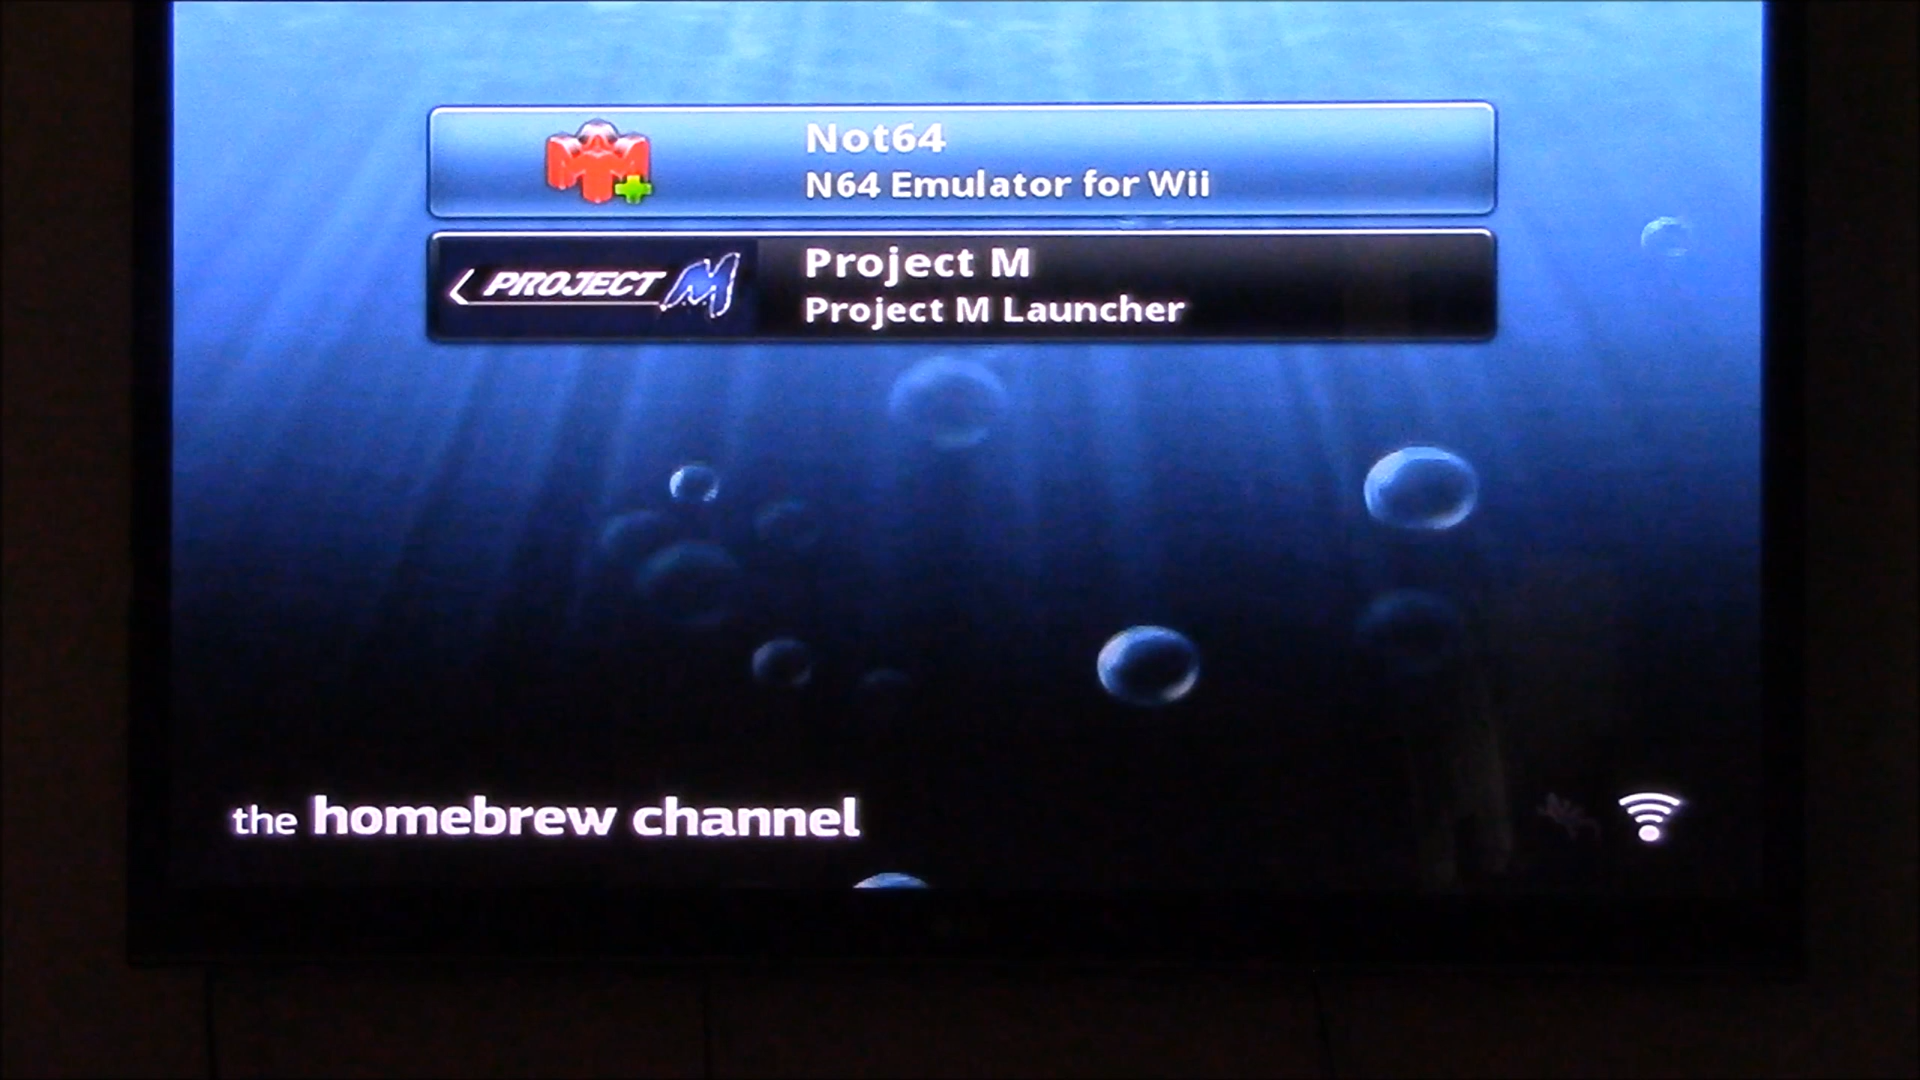 Not64
N64 Emulator for Wii
PROJECT M
Project M
Project M Launcher
the homebrew channel